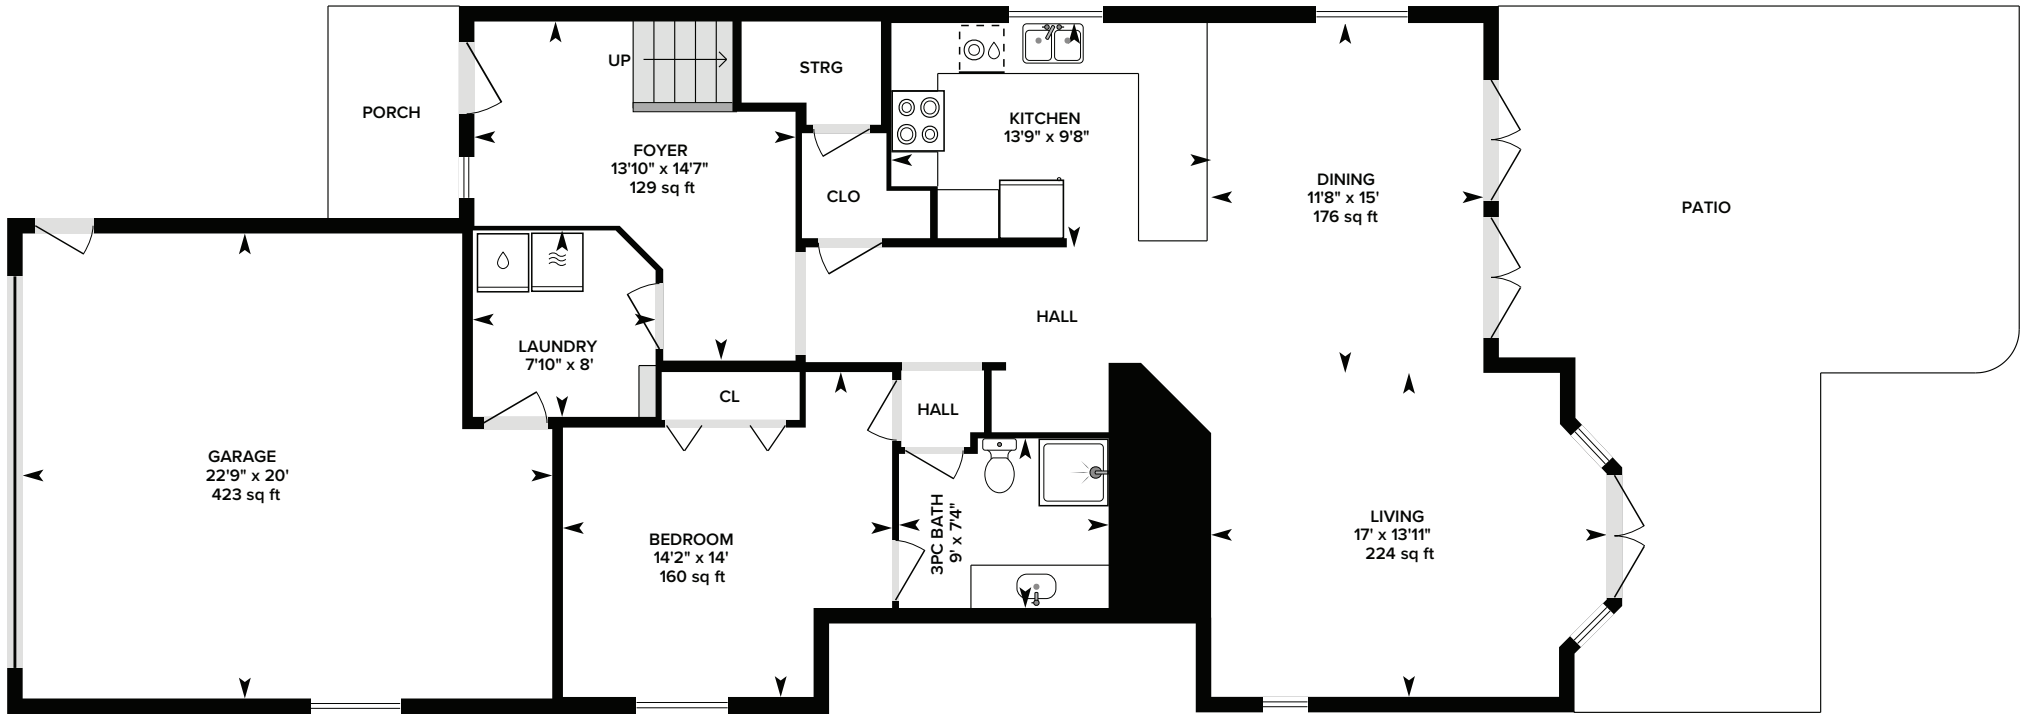 UP
STRG
PORCH
KITCHEN
13'9" x 9'8"
FOYER
13'10" x 14'7"
129 sq ft
CLO
DINING
11'8" x 15'
176 sq ft
PATIO
HALL
LAUNDRY
7'10" x 8'
CL
HALL
GARAGE
22'9" x 20'
423 sq ft
BEDROOM
14'2" x 14'
160 sq ft
3PC BATH
9' x 7'4"
LIVING
17' x 13'11"
224 sq ft